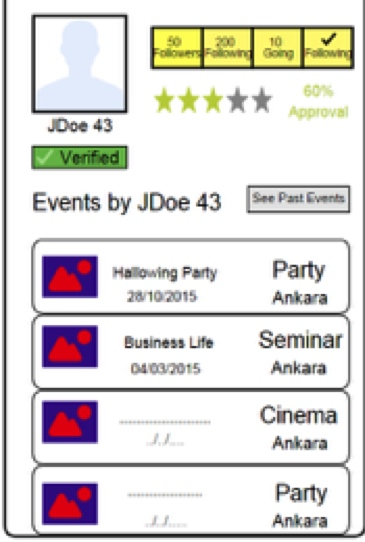 50 Followers
200 Following
10 Going
Following
60%
Approval
JDoe 43
Verified
Events by JDoe 43
See Past Events
Hallowing Party
28/10/2015
Party
Ankara
Business Life
04/03/2015
Seminar
Ankara
........................
../../....
Cinema
Ankara
....................
../../.....
Party
Ankara